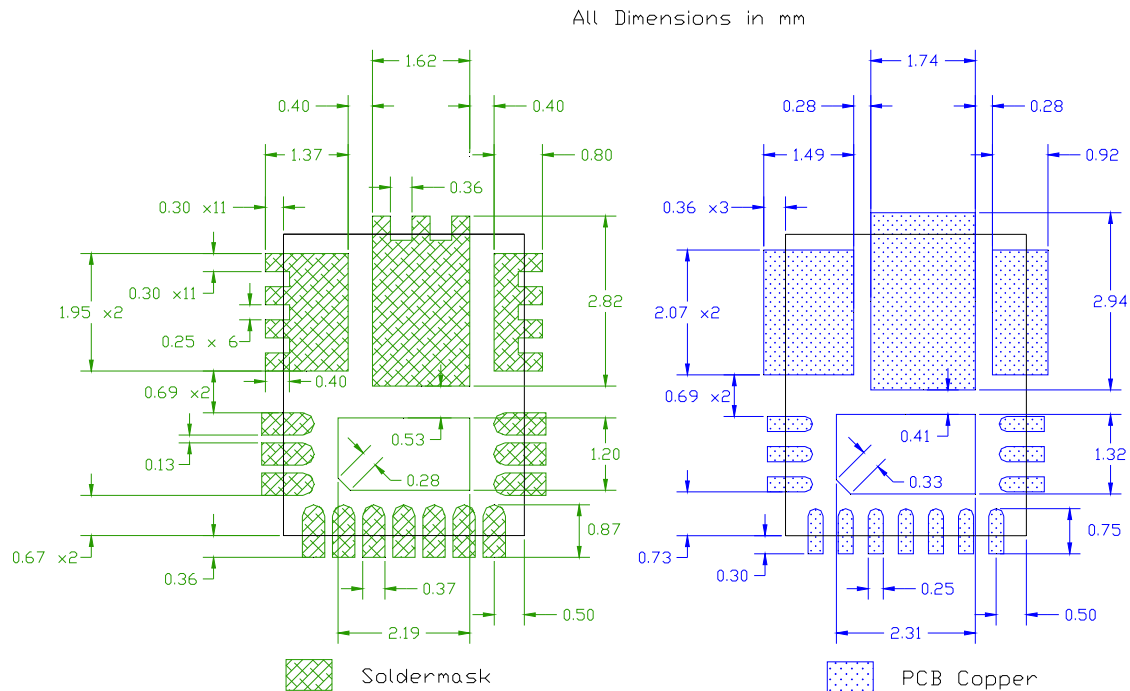 All Dimensions in mm
1.62
1.74
0.40
0.40
0.28
0.28
1.37
0.80
1.49
0.92
0.36
0.30 x11
0.36 x3
0.30 x11
1.95 x2
2.82
2.07 x2
2.94
0.25 x 6
0.40
0.69 x2
0.69 x2
0.53
0.41
0.13
1.20
1.32
0.28
0.33
0.87
0.75
0.67 x2
0.73
0.36
0.30
0.37
0.25
0.50
0.50
2.19
2.31
Soldermask
PCB Copper